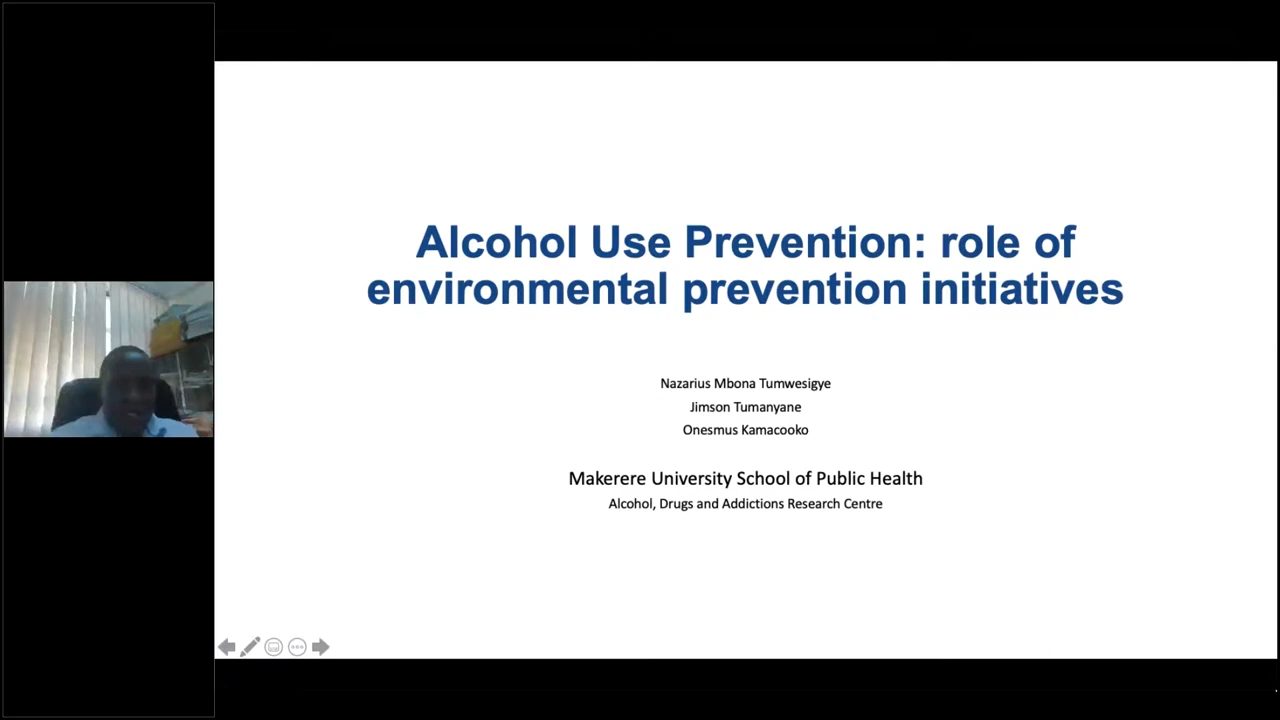 Alcohol Use Prevention: role of
environmental prevention initiatives
Nazarius Mbona Tumwesigye
Jimson Tumanyane
Onesmus Kamacooko
Makerere University School of Public Health
Alcohol, Drugs and Addictions Research Centre